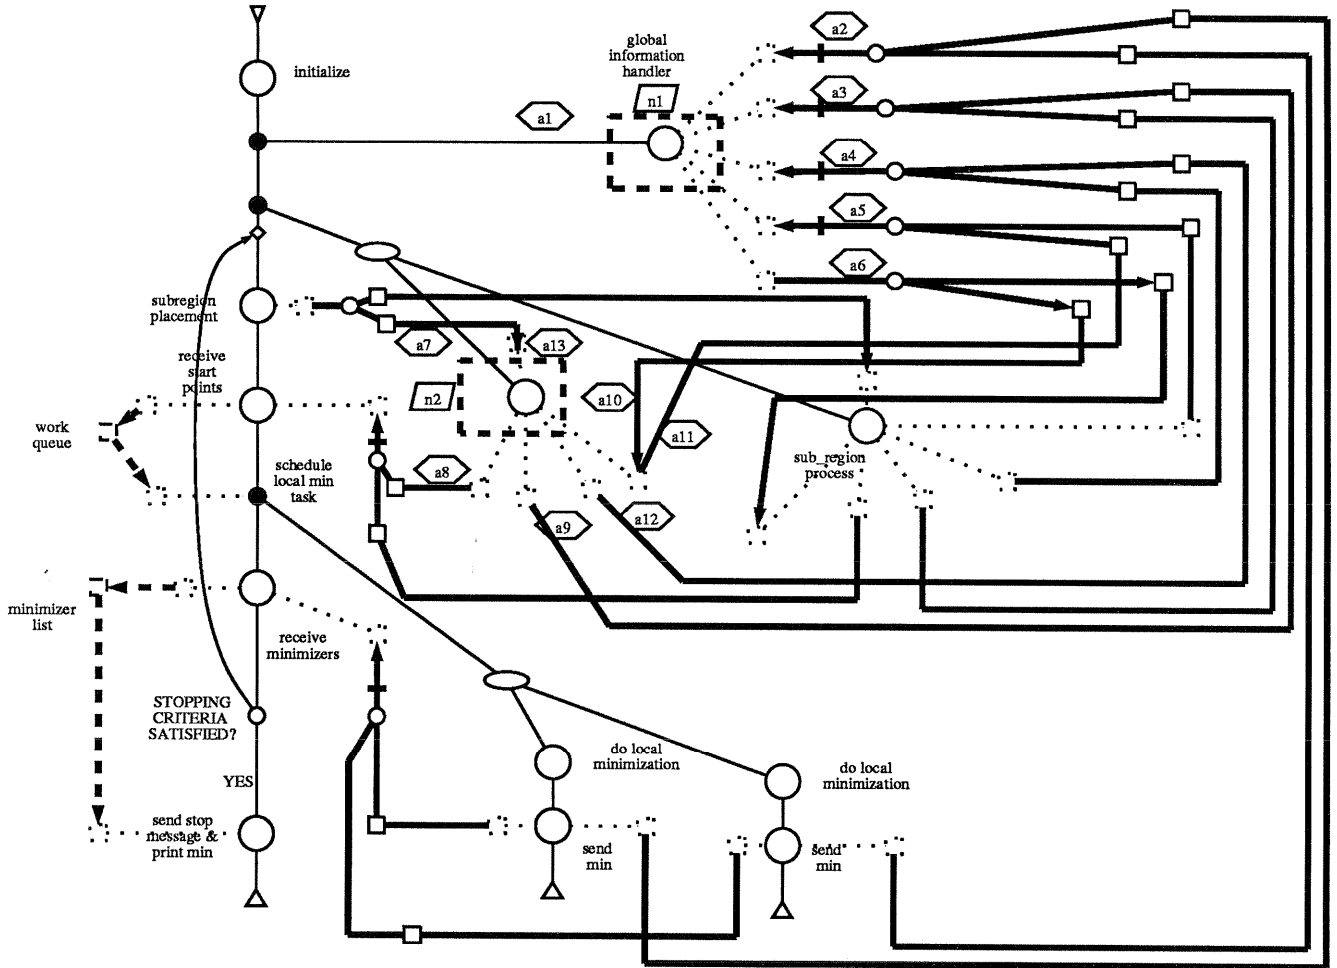 initialize
global
information
handler
n1
a1
a2
a3
a4
a5
a6
subregion
placement
a7
a13
receive
start
points
n2
a10
a11
work
queue
schedule
local min
task
a8
a9
a12
sub_region
process
minimizer
list
receive
minimizers
STOPPING
CRITERIA
SATISFIED?
YES
do local
minimization
do local
minimization
send stop
message &
print min
send
min
send
min